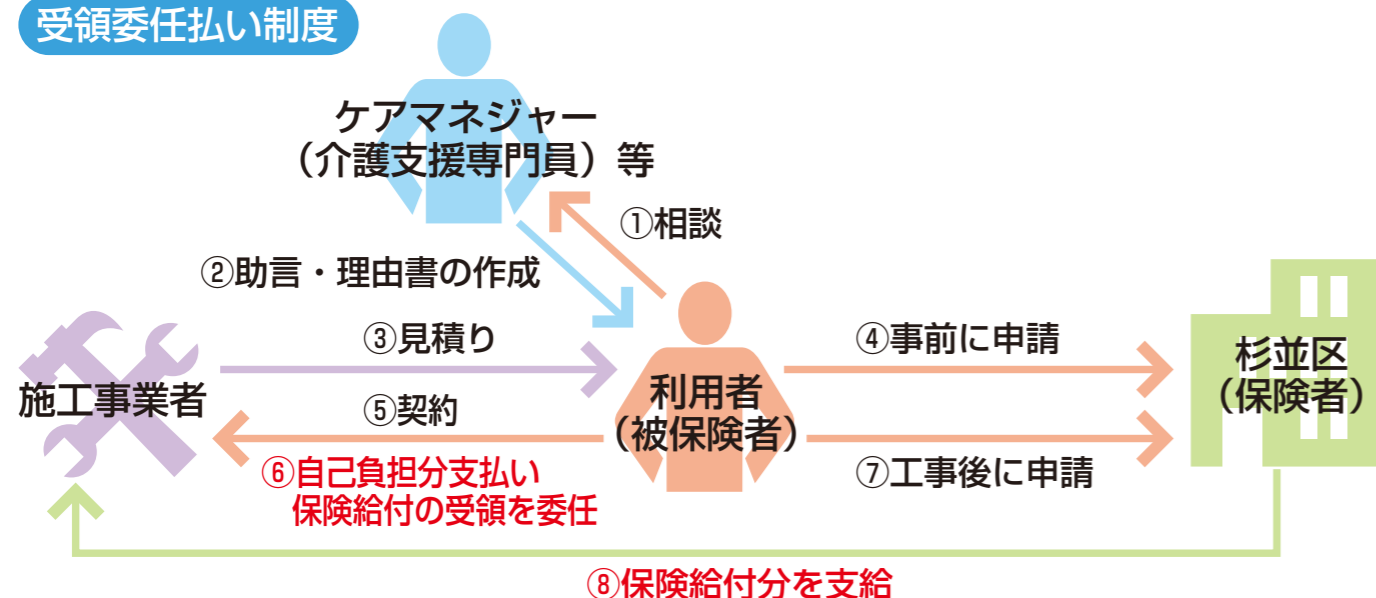 受領委任払い制度
ケアマネジャー
（介護支援専門員）等
①相談
②助言・理由書の作成
③見積り
④事前に申請
施工事業者
利用者
（被保険者）
杉並区
（保険者）
⑤契約
⑥自己負担分支払い
保険給付の受領を委任
⑦工事後に申請
⑧保険給付分を支給